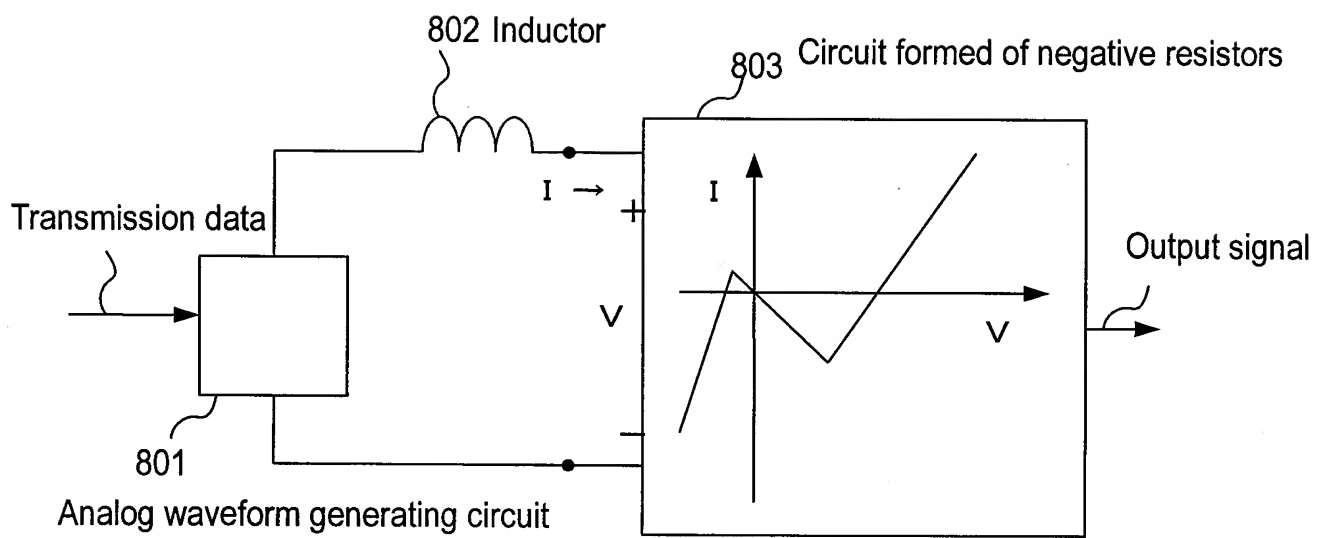 802 Inductor
803 Circuit formed of negative resistors
I →
+
I
Transmission data
Output signal
V
V
−
801
Analog waveform generating circuit